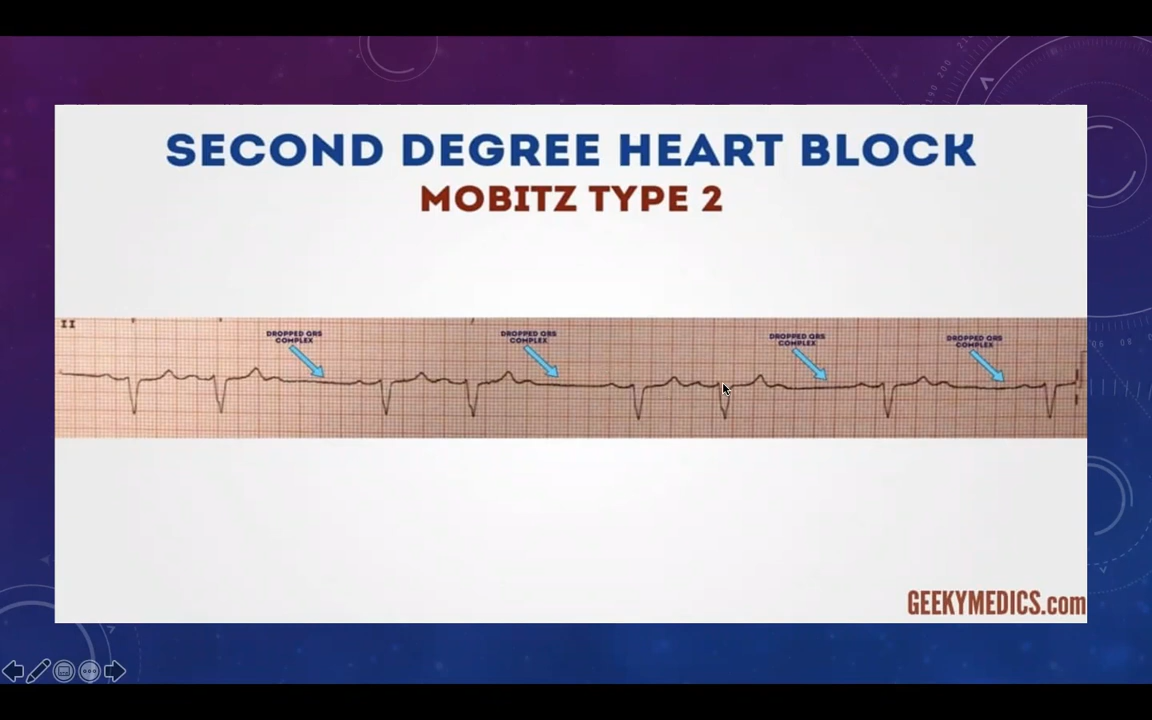 SECOND DEGREE HEART BLOCK
MOBITZ TYPE 2
II
DROPPED QRS
COMPLEX
DROPPED QRS
COMPLEX
DROPPED QRS
COMPLEX
DROPPED QRS
COMPLEX
GEEKYMEDICS.com